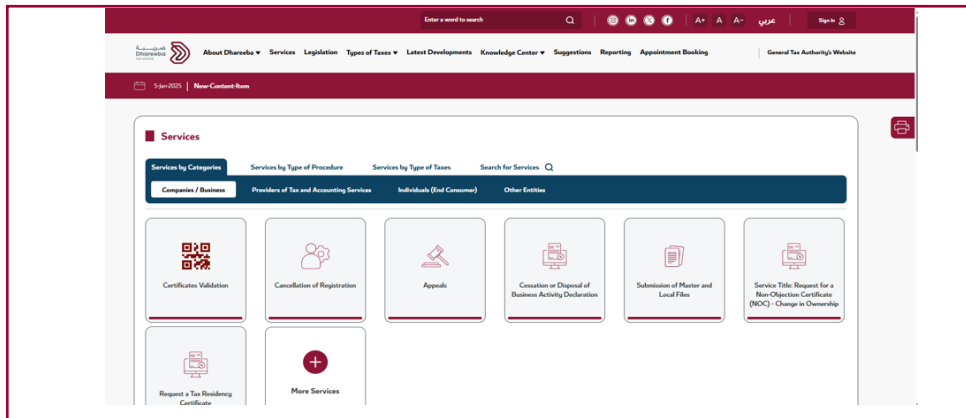 Enter a word to search
A+ A A- عربي
Sign in
ضريبة
Dhareeba
About Dhareeba Services Legislation Types of Taxes Latest Developments Knowledge Center Suggestions Reporting Appointment Booking General Tax Authority's Website
5-Jan-2025 | New-Content-Item
Services
Services by Categories Services by Type of Procedure Services by Type of Taxes Search for Services
Companies / Business Providers of Tax and Accounting Services Individuals (End Consumer) Other Entities
Certificates Validation
Cancellation of Registration
Appeals
Cessation or Disposal of
Business Activity Declaration
Submission of Master and
Local Files
Service Title: Request for a
Non-Objection Certificate
(NOC) - Change in Ownership
Request a Tax Residency
Certificate
More Services